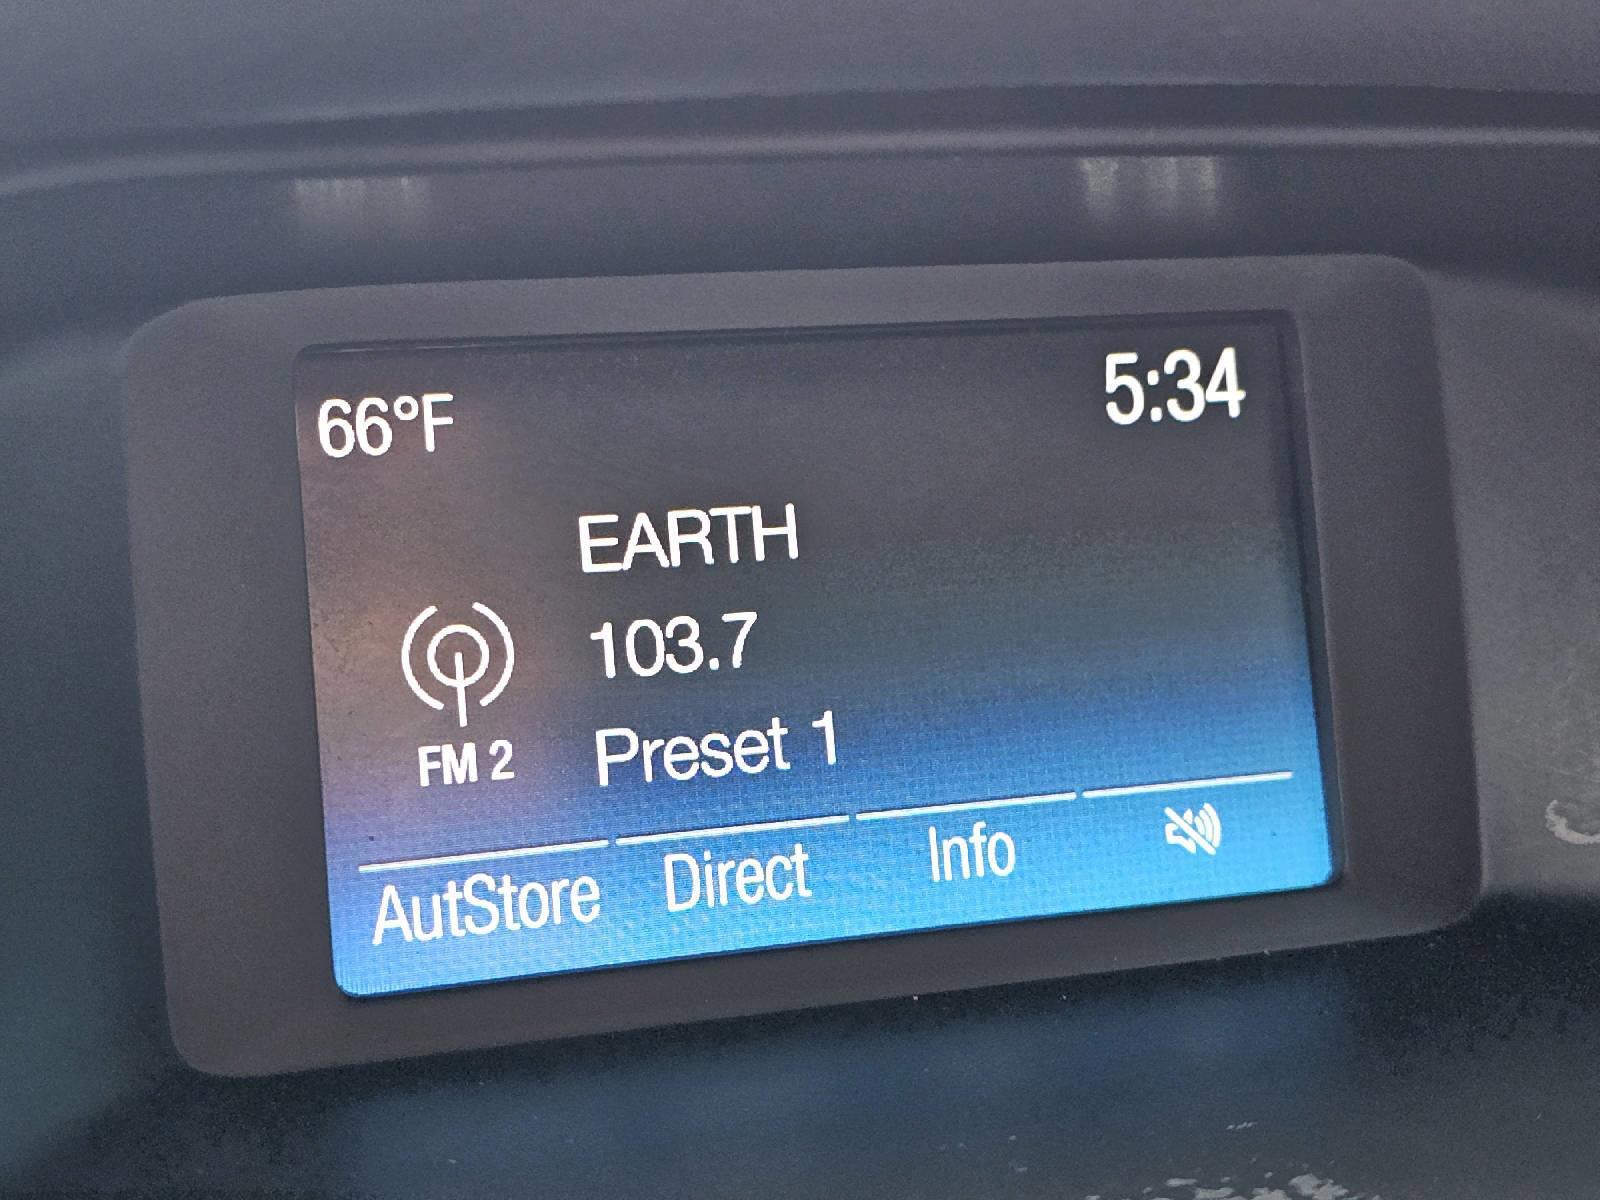 66°F 5:34
EARTH
103.7
FM 2 Preset 1
AutStore Direct Info